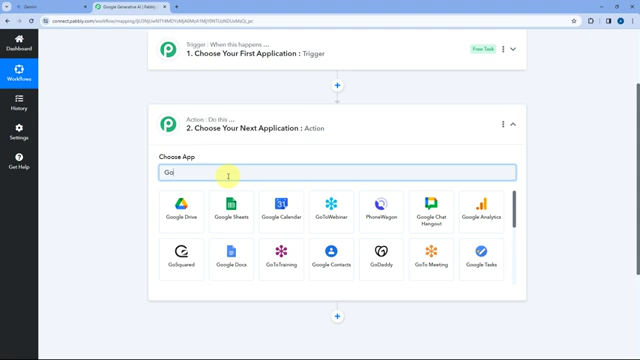 Gemini
Google Generative AI | Pabbly
connect.pabbly.com/workflow/mapping/
Dashboard
Workflows
History
Settings
Get Help
Trigger : When this happens ...
1. Choose Your First Application : Trigger
Free Task
Action : Do this ...
2. Choose Your Next Application : Action
Choose App
Go
Google Drive
Google Sheets
Google Calendar
GoToWebinar
PhoneWagon
Google Chat Hangout
Google Analytics
GoSquared
Google Docs
GoToTraining
Google Contacts
GoDaddy
GoTo Meeting
Google Tasks